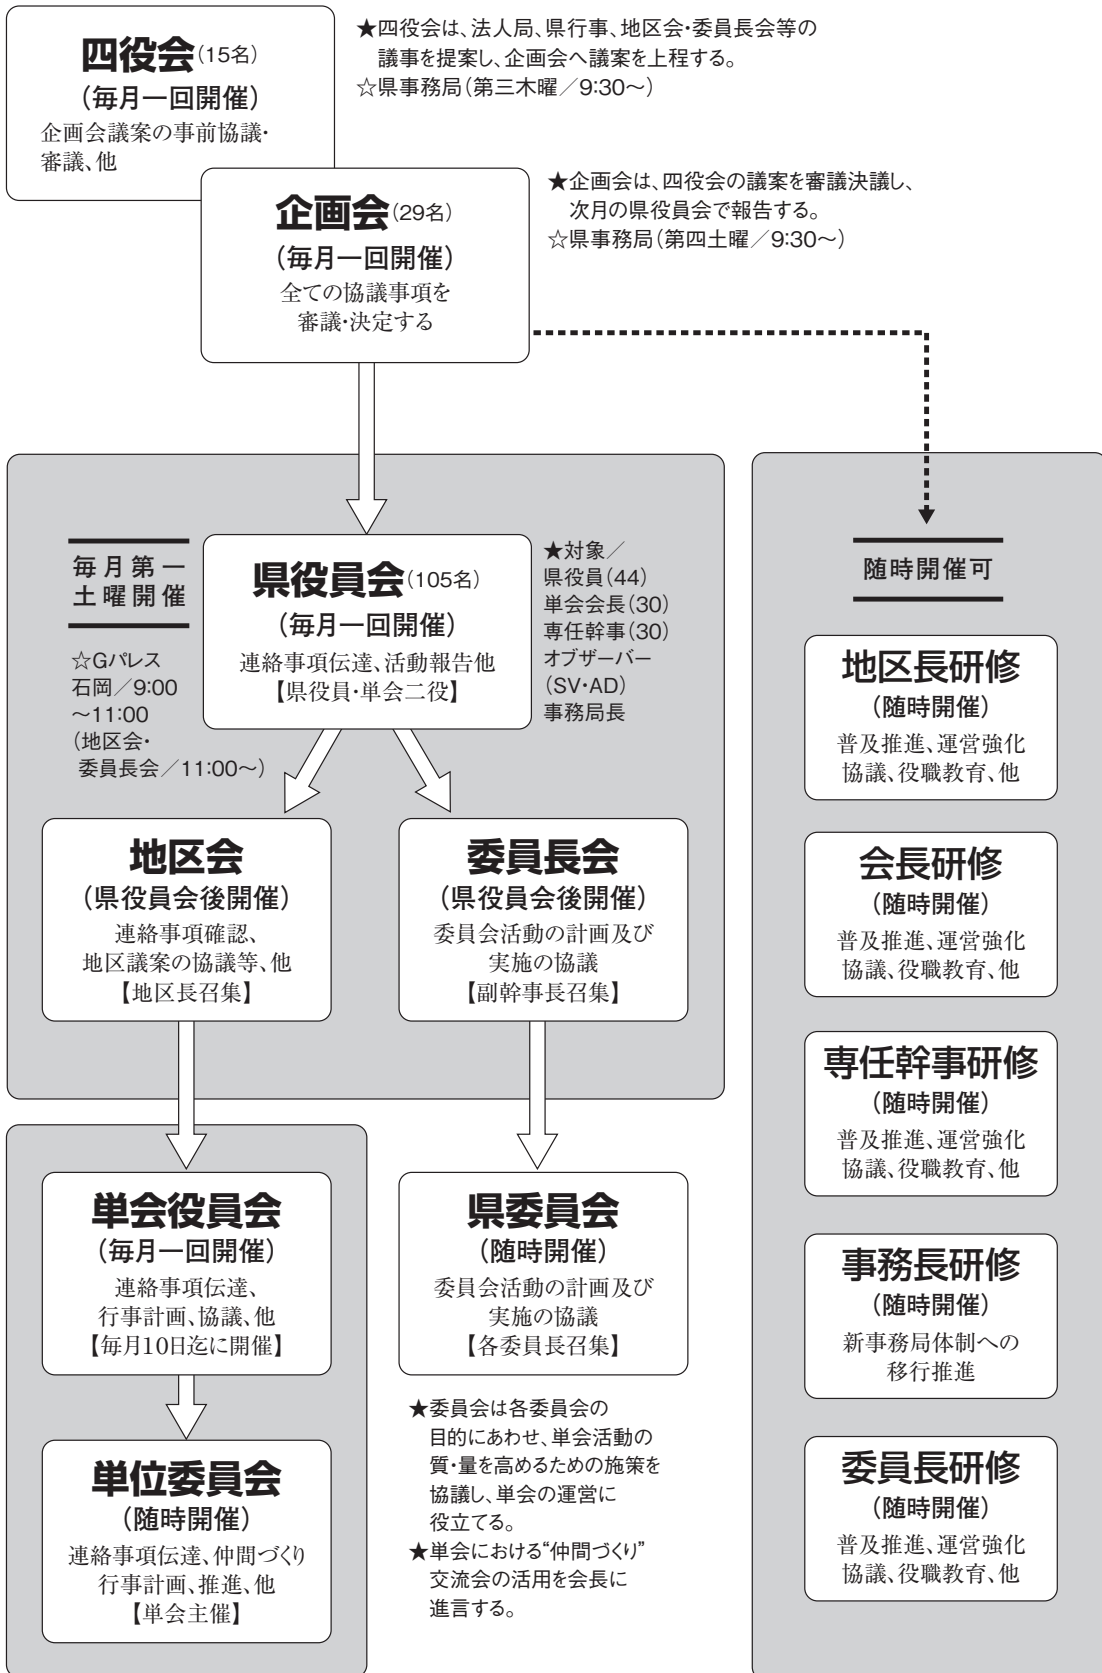 四役会(15名)
(毎月一回開催)
企画会議案の事前協議・
審議、他
★四役会は、法人局、県行事、地区会・委員長会等の
議事を提案し、企画会へ議案を上程する。
☆県事務局(第三木曜／9:30〜)
企画会(29名)
(毎月一回開催)
全ての協議事項を
審議・決定する
★企画会は、四役会の議案を審議決議し、
次月の県役員会で報告する。
☆県事務局(第四土曜／9:30〜)
毎月第一
土曜開催
☆Gパレス
石岡／9:00
〜11:00
(地区会・
委員長会／11:00〜)
県役員会(105名)
(毎月一回開催)
連絡事項伝達、活動報告他
【県役員・単会二役】
★対象／
県役員(44)
単会会長(30)
専任幹事(30)
オブザーバー
(SV・AD)
事務局長
地区会
(県役員会後開催)
連絡事項確認、
地区議案の協議等、他
【地区長召集】
委員長会
(県役員会後開催)
委員会活動の計画及び
実施の協議
【副幹事長召集】
単会役員会
(毎月一回開催)
連絡事項伝達、
行事計画、協議、他
【毎月10日迄に開催】
県委員会
(随時開催)
委員会活動の計画及び
実施の協議
【各委員長召集】
★委員会は各委員会の
目的にあわせ、単会活動の
質・量を高めるための施策を
協議し、単会の運営に
役立てる。
★単会における“仲間づくり”
交流会の活用を会長に
進言する。
単位委員会
(随時開催)
連絡事項伝達、仲間づくり
行事計画、推進、他
【単会主催】
随時開催可
地区長研修
(随時開催)
普及推進、運営強化
協議、役職教育、他
会長研修
(随時開催)
普及推進、運営強化
協議、役職教育、他
専任幹事研修
(随時開催)
普及推進、運営強化
協議、役職教育、他
事務長研修
(随時開催)
新事務局体制への
移行推進
委員長研修
(随時開催)
普及推進、運営強化
協議、役職教育、他